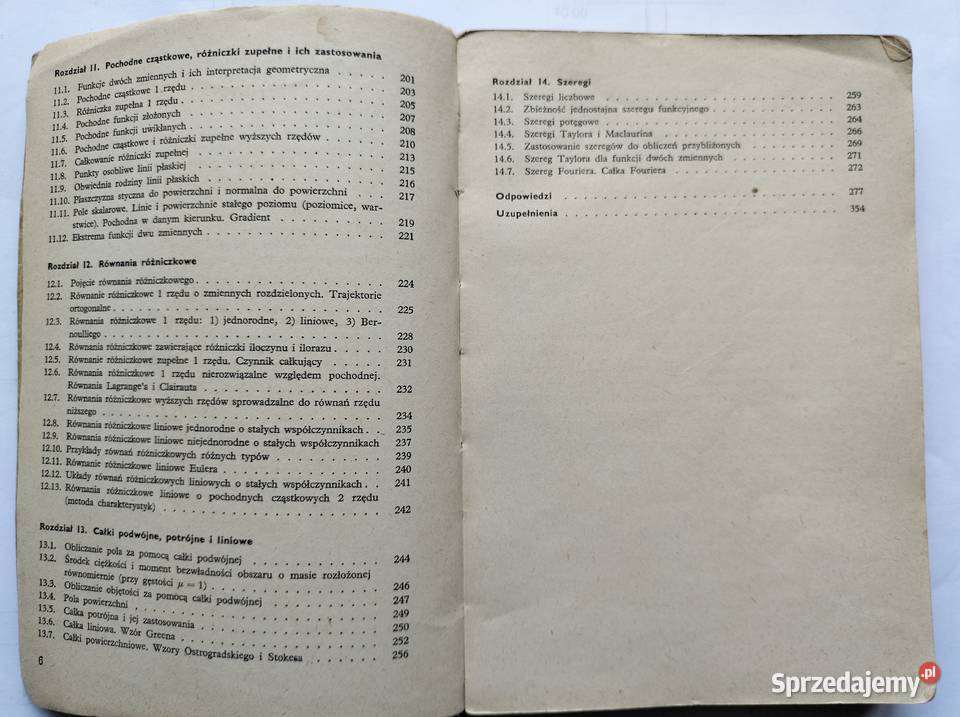 Rozdział 11. Pochodne cząstkowe, różniczki zupełne i ich zastosowania
11.1. Funkcje dwóch zmiennych i ich interpretacja geometryczna . . . . . 201
11.2. Pochodne cząstkowe 1 rzędu . . . . . 203
11.3. Różniczka zupełna 1 rzędu . . . . . 205
11.4. Pochodne funkcji złożonych . . . . . 207
11.5. Pochodne funkcji uwikłanych . . . . . 208
11.6. Pochodne cząstkowe i różniczki zupełne wyższych rzędów . . . . . 210
11.7. Całkowanie różniczki zupełnej . . . . . 213
11.8. Punkty osobliwe linii płaskiej . . . . . 215
11.9. Obwiednia rodziny linii płaskich . . . . . 216
11.10. Płaszczyzna styczna do powierzchni i normalna do powierzchni . . . 217
11.11. Pole skalarowe. Linie i powierzchnie stałego poziomu (poziomice, war-
stwice). Pochodna w danym kierunku. Gradient . . . . . 219
11.12. Ekstrema funkcji dwu zmiennych . . . . . 221
Rozdział 12. Równania różniczkowe
12.1. Pojęcie równania różniczkowego . . . . . 224
12.2. Równanie różniczkowe 1 rzędu o zmiennych rozdzielonych. Trajektorie
ortogonalne . . . . . 225
12.3. Równania różniczkowe 1 rzędu: 1) jednorodne, 2) liniowe, 3) Ber-
noulliego . . . . . 228
12.4. Równania różniczkowe zawierające różniczki iloczynu i ilorazu . . . . . 230
12.5. Równanie różniczkowe zupełne 1 rzędu. Czynnik całkujący . . . . . 231
12.6. Równania różniczkowe 1 rzędu nierozwiązalne względem pochodnej.
Równania Lagrange'a i Clairauta . . . . . 232
12.7. Równania różniczkowe wyższych rzędów sprowadzalne do równań rzędu
niższego . . . . . 234
12.8. Równania różniczkowe liniowe jednorodne o stałych współczynnikach . . 235
12.9. Równania różniczkowe liniowe niejednorodne o stałych współczynnikach 237
12.10. Przykłady równań różniczkowych różnych typów . . . . . 239
12.11. Równanie różniczkowe liniowe Eulera . . . . . 240
12.12. Układy równań różniczkowych liniowych o stałych współczynnikach . . 241
12.13. Równania różniczkowe liniowe o pochodnych cząstkowych 2 rzędu
(metoda charakterystyk) . . . . . 242
Rozdział 13. Całki podwójne, potrójne i liniowe
13.1. Obliczanie pola za pomocą całki podwójnej . . . . . 244
13.2. Środek ciężkości i moment bezwładności obszaru o masie rozłożonej
równomiernie (przy gęstości μ = 1) . . . . . 246
13.3. Obliczanie objętości za pomocą całki podwójnej . . . . . 247
13.4. Pola powierzchni . . . . . 249
13.5. Całka potrójna i jej zastosowania . . . . . 250
13.6. Całka liniowa. Wzór Greena . . . . . 252
13.7. Całki powierzchniowe. Wzory Ostrogradskiego i Stokesa . . . . . 256
6
Rozdział 14. Szeregi
14.1. Szeregi liczbowe . . . . . 259
14.2. Zbieżność jednostajna szeregu funkcyjnego . . . . . 263
14.3. Szeregi potęgowe . . . . . 264
14.4. Szeregi Taylora i Maclaurina . . . . . 266
14.5. Zastosowanie szeregów do obliczeń przybliżonych . . . . . 269
14.6. Szereg Taylora dla funkcji dwóch zmiennych . . . . . 271
14.7. Szereg Fouriera. Całka Fouriera . . . . . 272
Odpowiedzi . . . . . 277
Uzupełnienia . . . . . 354
Sprzedajemy.pl